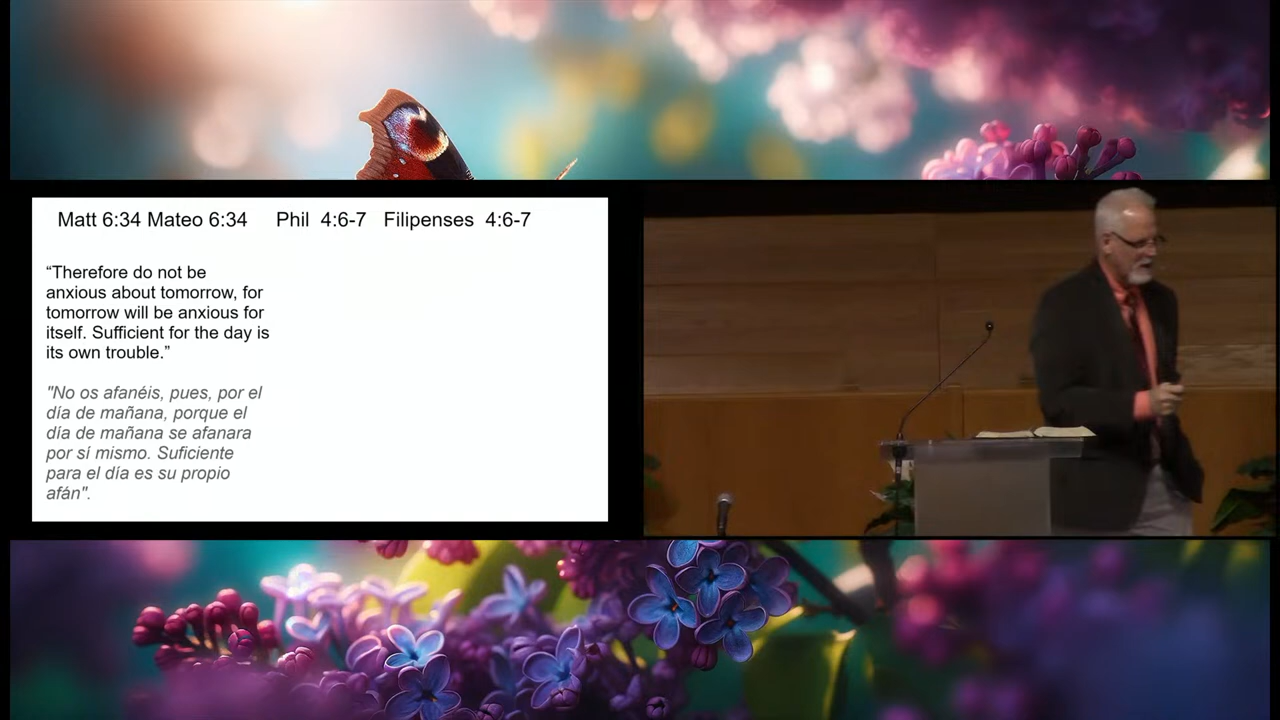 Matt 6:34 Mateo 6:34 Phil 4:6-7 Filipenses 4:6-7
“Therefore do not be
anxious about tomorrow, for
tomorrow will be anxious for
itself. Sufficient for the day is
its own trouble.”
"No os afanéis, pues, por el
día de mañana, porque el
día de mañana se afanara
por sí mismo. Suficiente
para el día es su propio
afán".